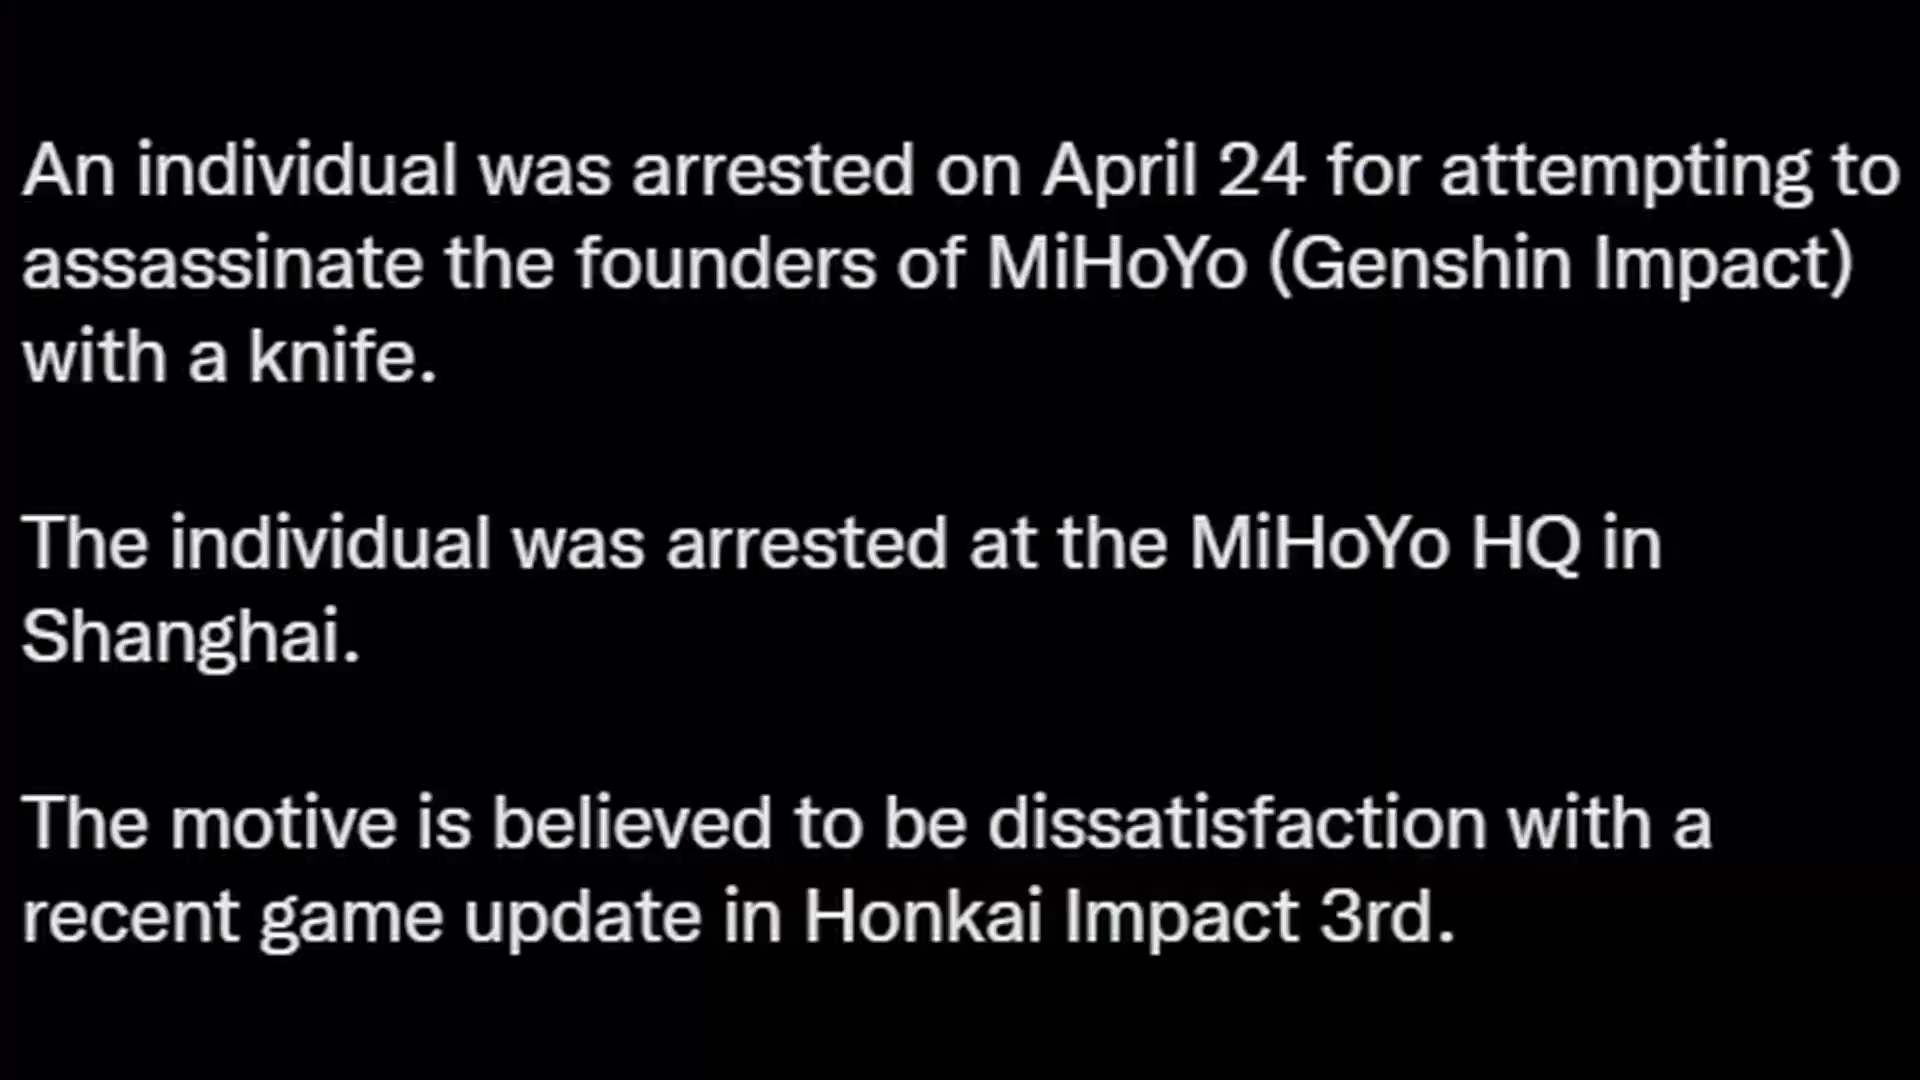 An individual was arrested on April 24 for attempting to
assassinate the founders of MiHoYo (Genshin Impact)
with a knife.
The individual was arrested at the MiHoYo HQ in
Shanghai.
The motive is believed to be dissatisfaction with a
recent game update in Honkai Impact 3rd.